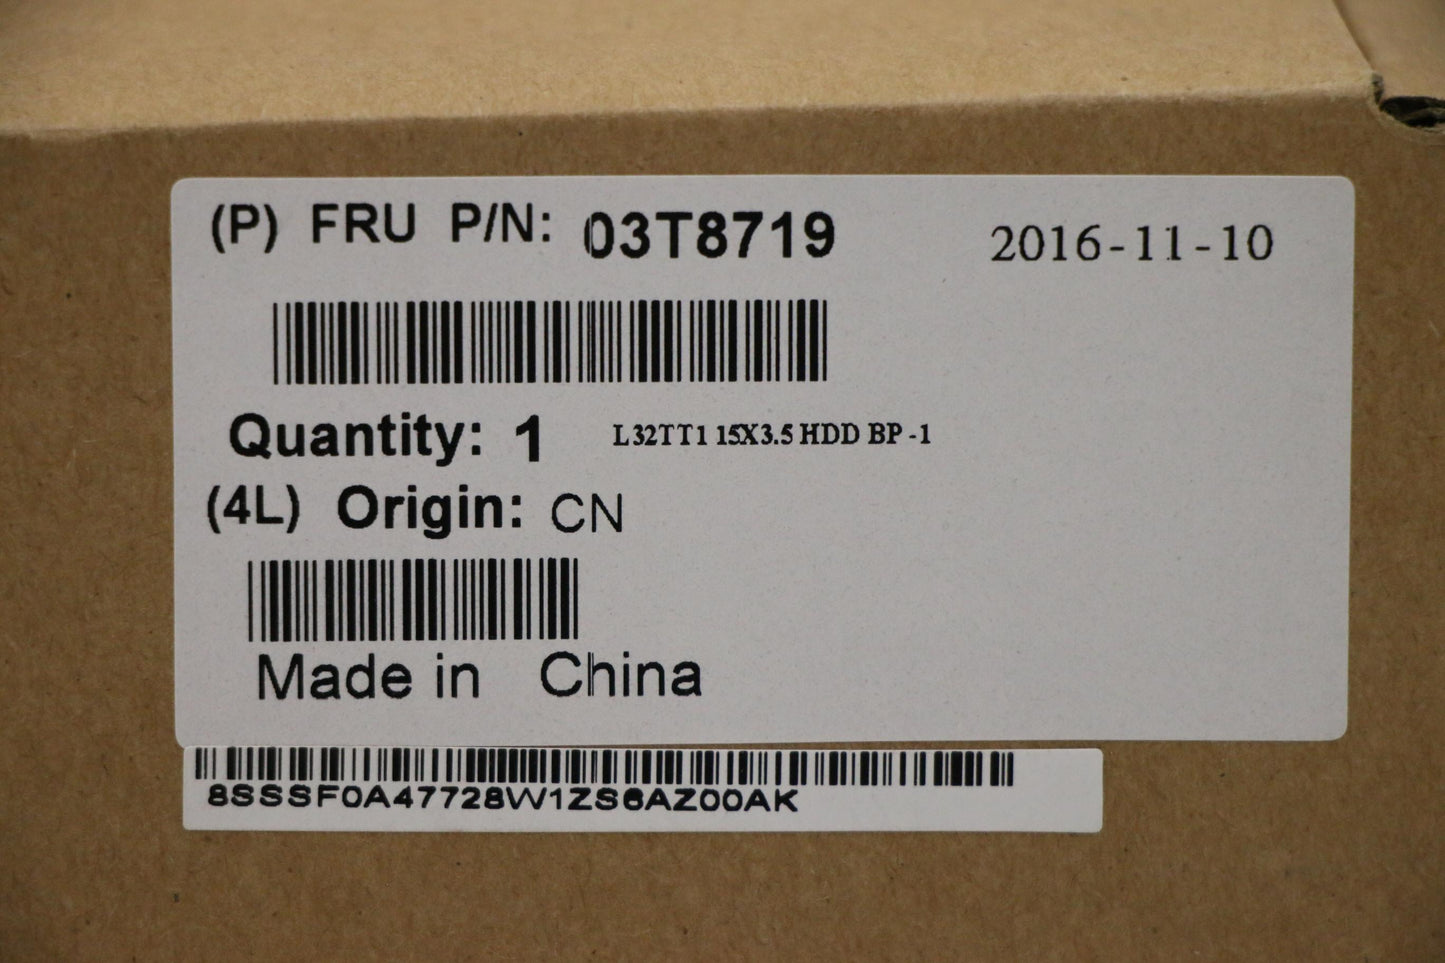 (P) FRU P/N: 03T8719 2016-11-10
Quantity: 1 L32TT1 15X3.5 HDD BP -1
(4L) Origin: CN
Made in China
8SSSF0A47728W1ZS6AZ00AK